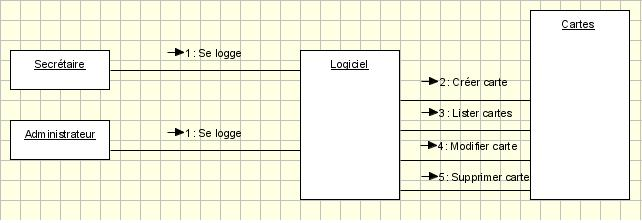 Cartes
1 : Se logge
Secrétaire
Logiciel
2 : Créer carte
3 : Lister cartes
Administrateur
1 : Se logge
4 : Modifier carte
5 : Supprimer carte